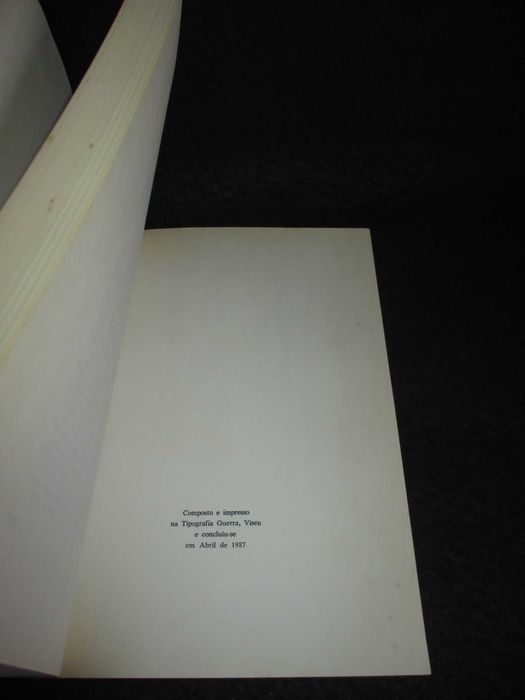 Composto e impresso
na Tipografia Guerra, Viseu
e concluiu-se
em Abril de 1987